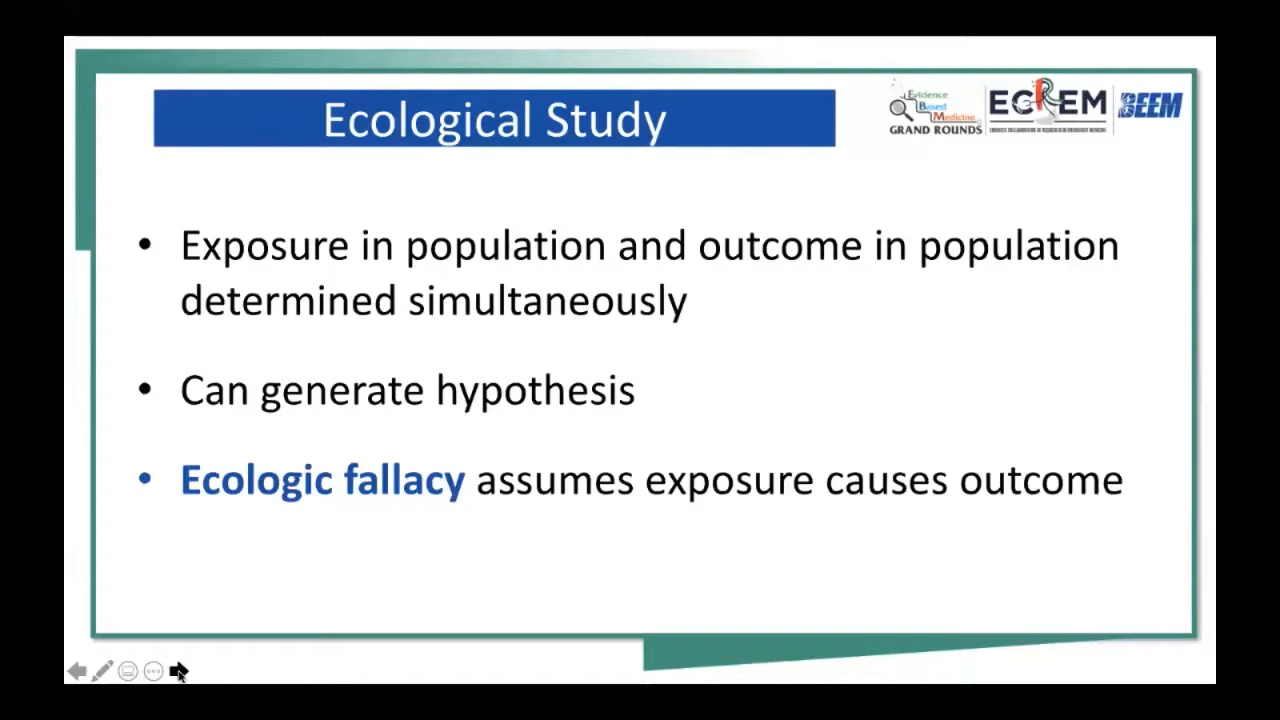 Ecological Study
Evidence
Based
Medicine
GRAND ROUNDS
ECREM
BEEM
• Exposure in population and outcome in population
determined simultaneously
• Can generate hypothesis
• Ecologic fallacy assumes exposure causes outcome